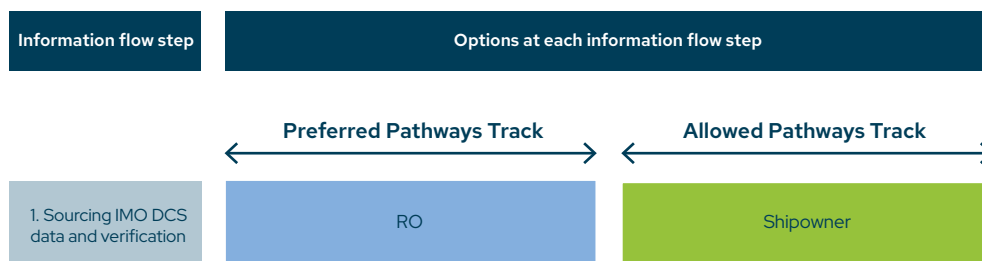 Information flow step
Options at each information flow step
Preferred Pathways Track
Allowed Pathways Track
1. Sourcing IMO DCS
data and verification
RO
Shipowner